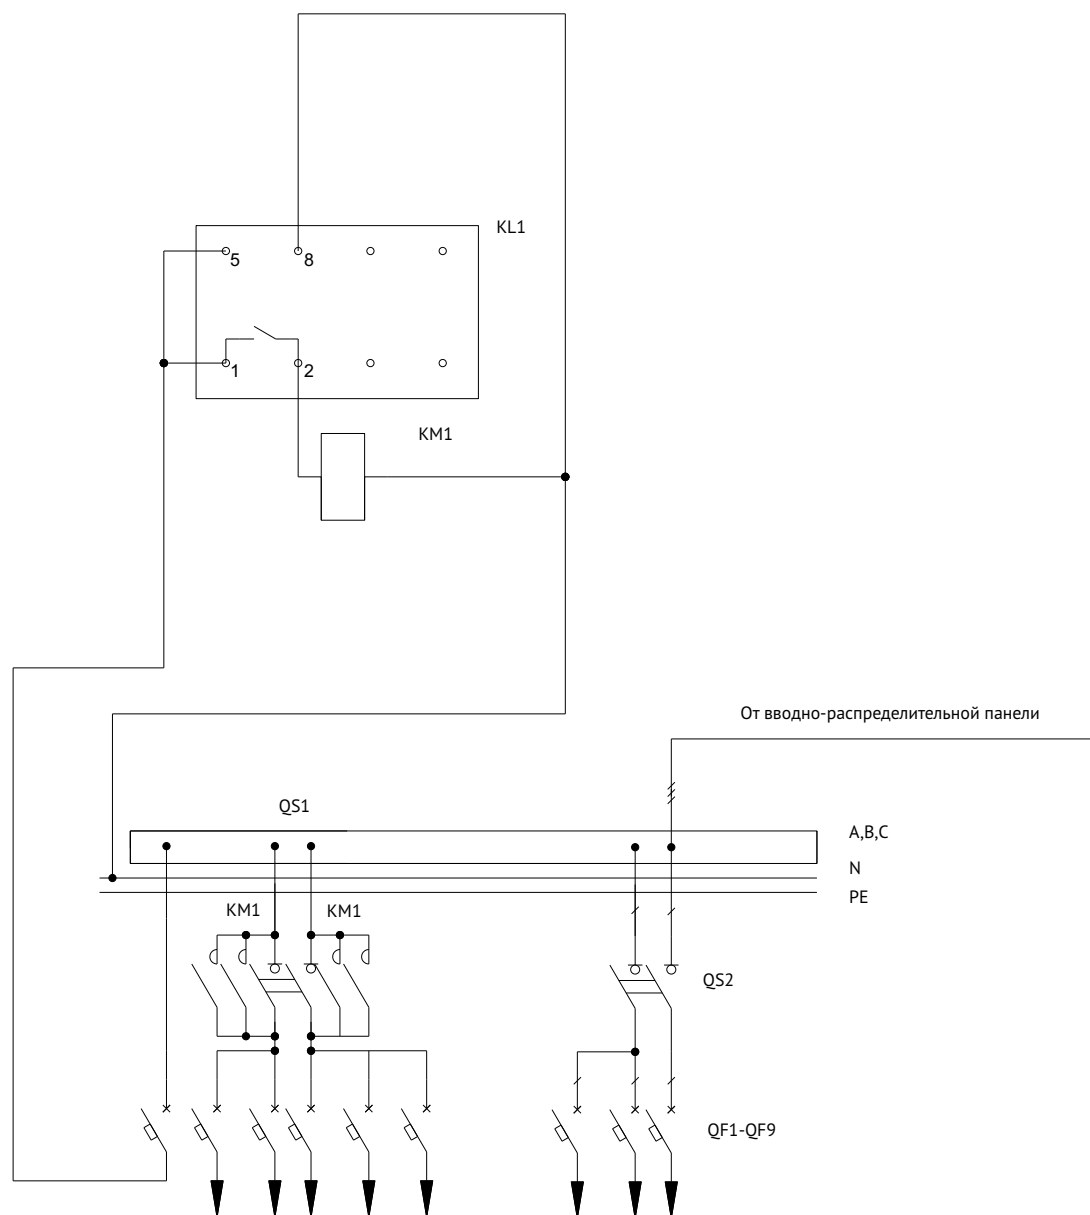 KL1
5
8
1
2
KM1
От вводно-распределительной панели
QS1
A,B,C
N
PE
KM1
KM1
QS2
QF1-QF9